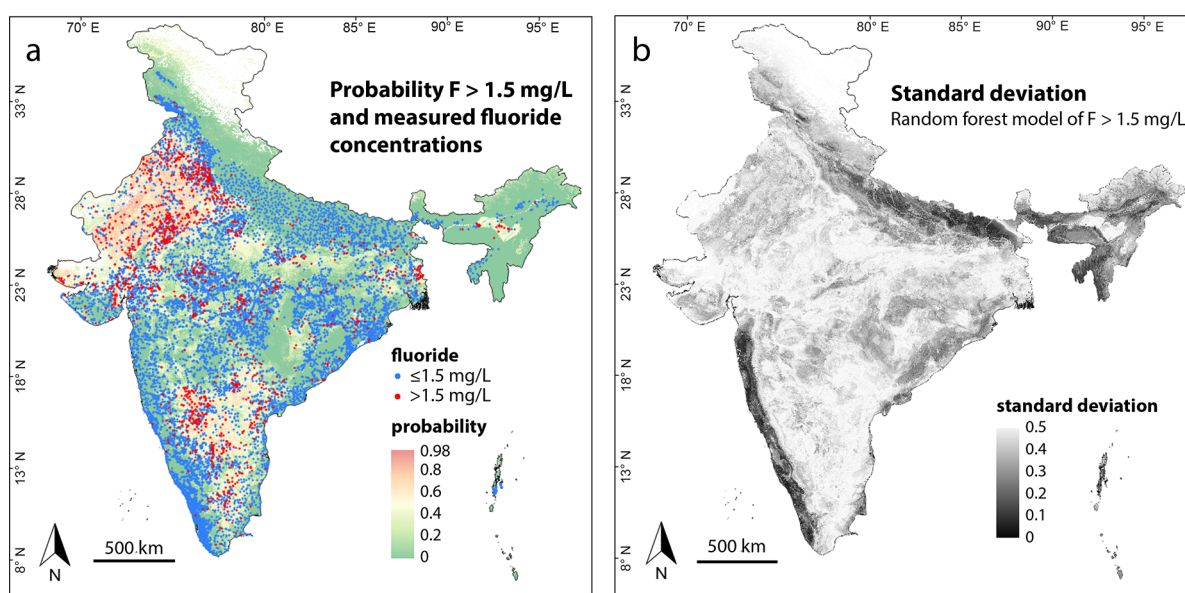 70° E
80° E
85° E
90° E
95° E
a
Probability F > 1.5 mg/L
and measured fluoride
concentrations
33° N
28° N
23° N
18° N
13° N
8° N
fluoride
≤1.5 mg/L
>1.5 mg/L
probability
0.98
0.8
0.6
0.4
0.2
0
500 km
N
70° E
80° E
85° E
90° E
95° E
b
Standard deviation
Random forest model of F > 1.5 mg/L
33° N
28° N
23° N
18° N
13° N
8° N
standard deviation
0.5
0.4
0.3
0.2
0.1
0
500 km
N